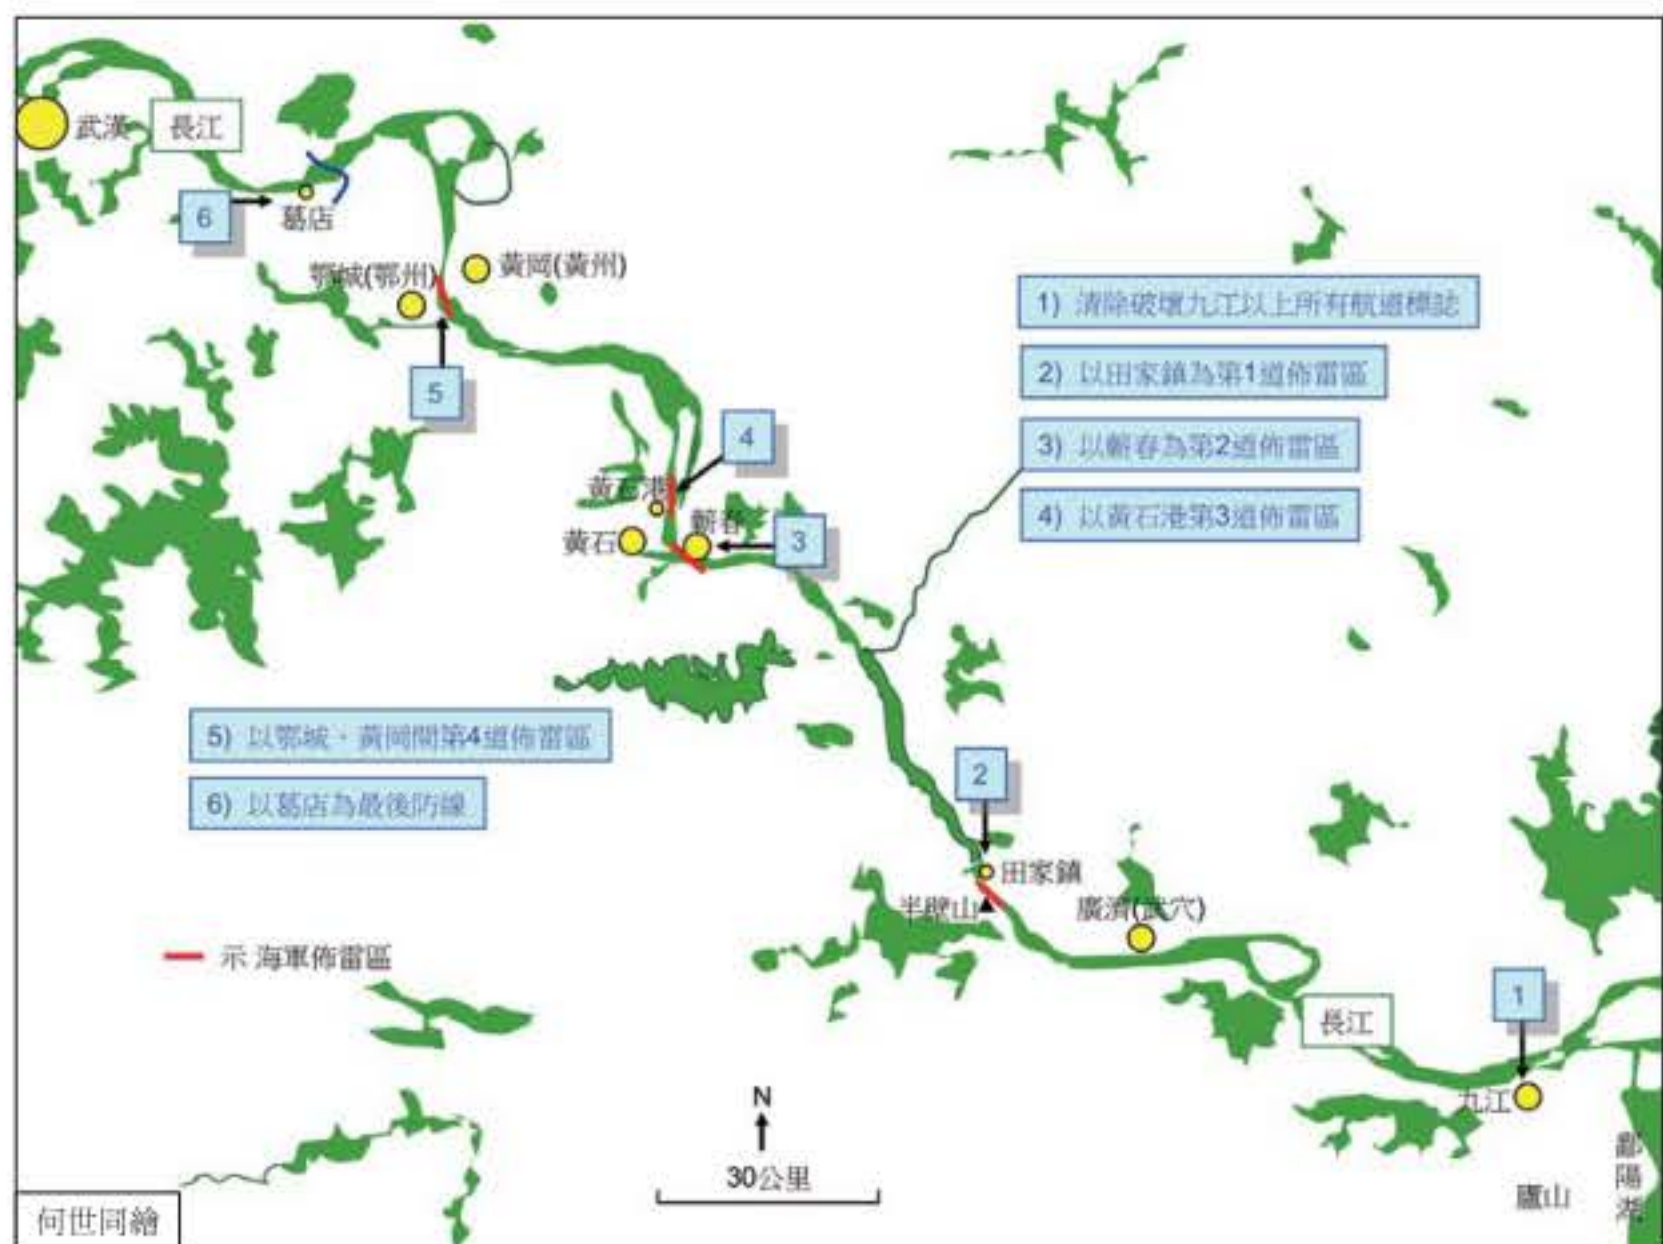 武漢
長江
6
葛店
鄂城(鄂州)
黃岡(黃州)
5
4
黃石港
蘄春
黃石
3
1) 清除破壞九江以上所有航道標誌
2) 以田家鎮為第1道佈雷區
3) 以蘄春為第2道佈雷區
4) 以黃石港第3道佈雷區
5) 以鄂城·黃岡間第4道佈雷區
6) 以葛店為最後防線
2
田家鎮
半壁山
廣濟(武穴)
示 海軍佈雷區
長江
1
九江
鄱陽湖
廬山
N
30公里
何世同繪